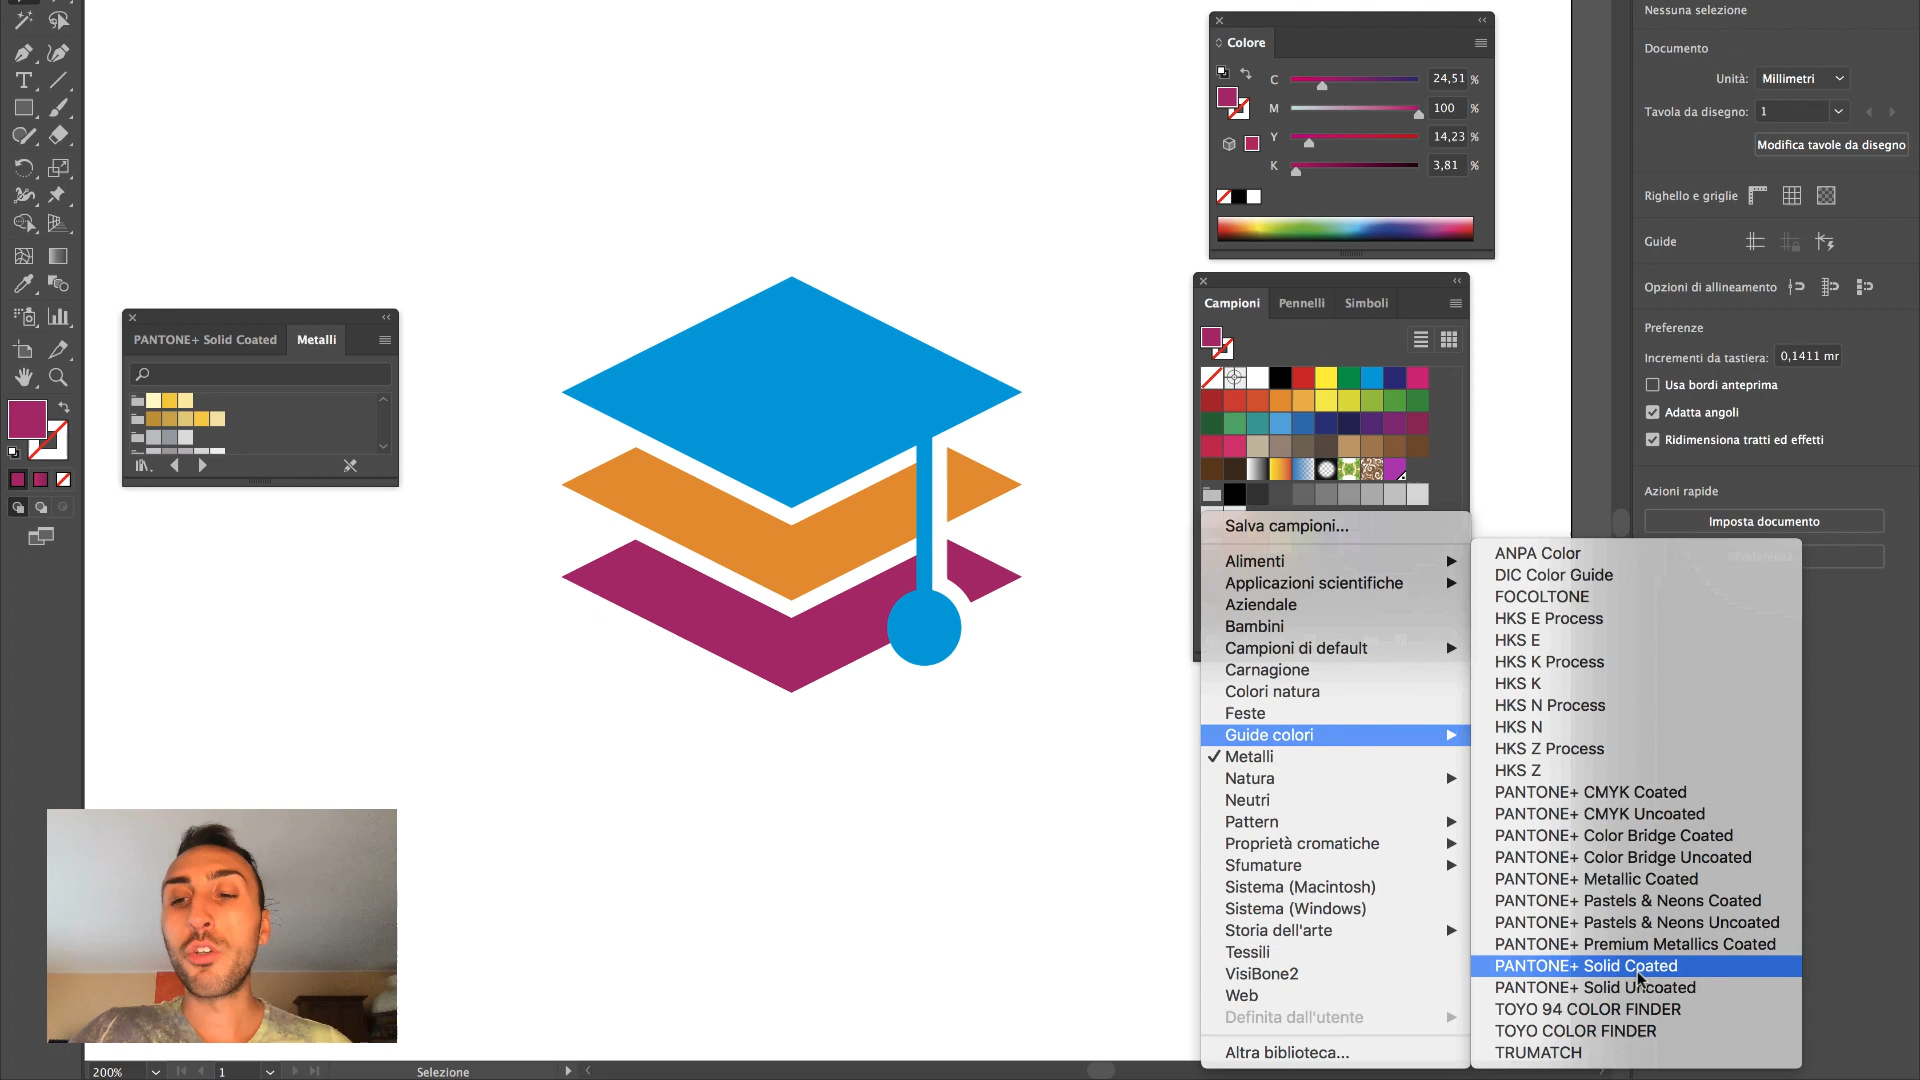 Nessuna selezione
Documento
Unità: Millimetri
Tavola da disegno: 1
Modifica tavole da disegno
Righello e griglie
Guide
Opzioni di allineamento
Preferenze
Incrementi da tastiera: 0,1411 mr
Usa bordi anteprima
Adatta angoli
Ridimensiona tratti ed effetti
Azioni rapide
Imposta documento
Colore
C 24,51 %
M 100 %
Y 14,23 %
K 3,81 %
Campioni Pennelli Simboli
PANTONE+ Solid Coated Metalli
Salva campioni...
Alimenti
Applicazioni scientifiche
Aziendale
Bambini
Campioni di default
Carnagione
Colori natura
Feste
Guide colori
Metalli
Natura
Neutri
Pattern
Proprietà cromatiche
Sfumature
Sistema (Macintosh)
Sistema (Windows)
Storia dell'arte
Tessili
VisiBone2
Web
Definita dall'utente
Altra biblioteca...
ANPA Color
DIC Color Guide
FOCOLTONE
HKS E Process
HKS E
HKS K Process
HKS K
HKS N Process
HKS N
HKS Z Process
HKS Z
PANTONE+ CMYK Coated
PANTONE+ CMYK Uncoated
PANTONE+ Color Bridge Coated
PANTONE+ Color Bridge Uncoated
PANTONE+ Metallic Coated
PANTONE+ Pastels & Neons Coated
PANTONE+ Pastels & Neons Uncoated
PANTONE+ Premium Metallics Coated
PANTONE+ Solid Coated
PANTONE+ Solid Uncoated
TOYO 94 COLOR FINDER
TOYO COLOR FINDER
TRUMATCH
200% 1 Selezione